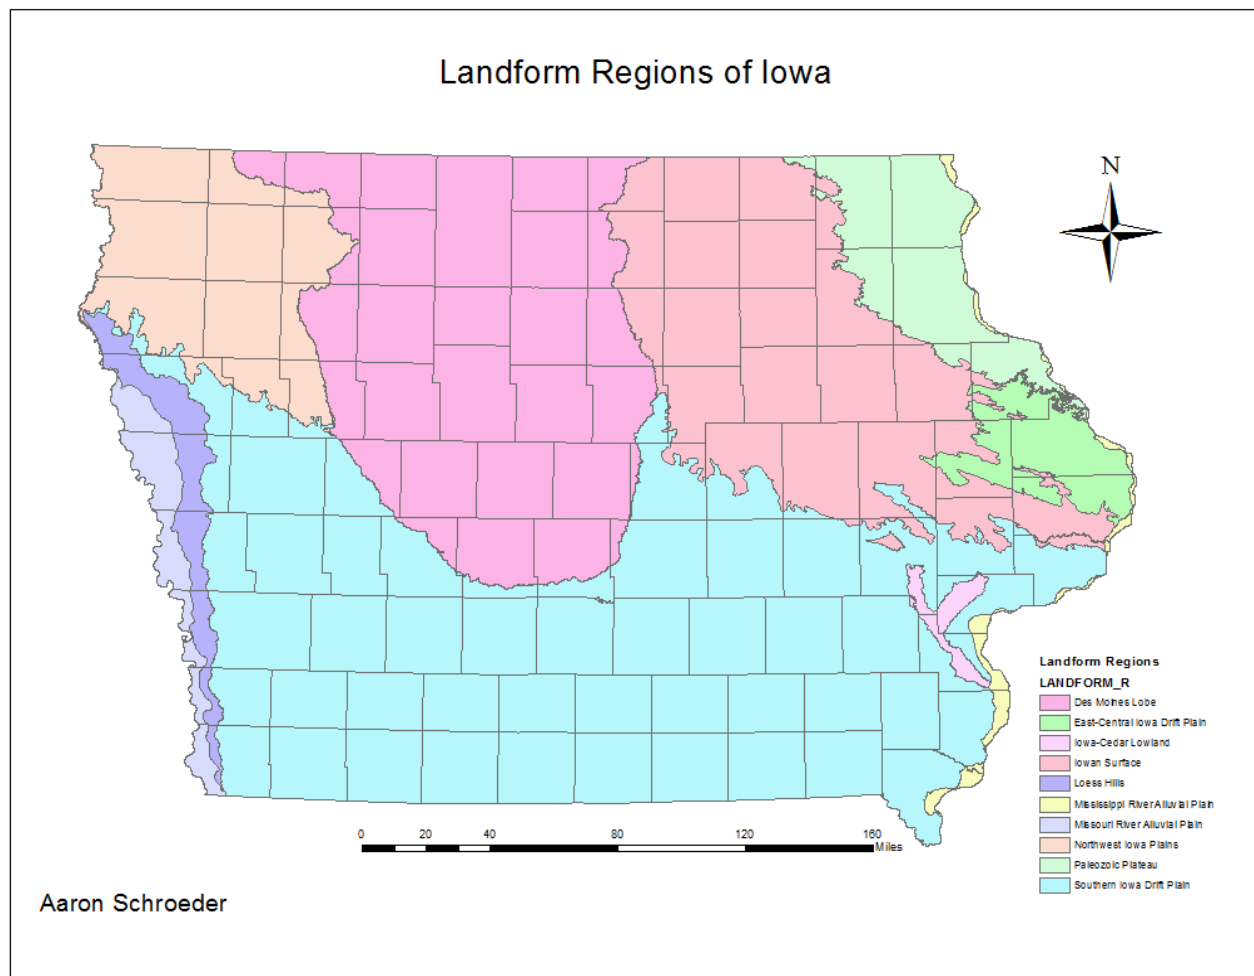 Landform Regions of Iowa
N
Landform Regions
LANDFORM_R
Des Moines Lobe
East-Central Iowa Drift Plain
Iowa-Cedar Lowland
Iowan Surface
Loess Hills
Mississippi River Alluvial Plain
Missouri River Alluvial Plain
Northwest Iowa Plains
Paleozoic Plateau
Southern Iowa Drift Plain
0 20 40 80 120 160
Miles
Aaron Schroeder